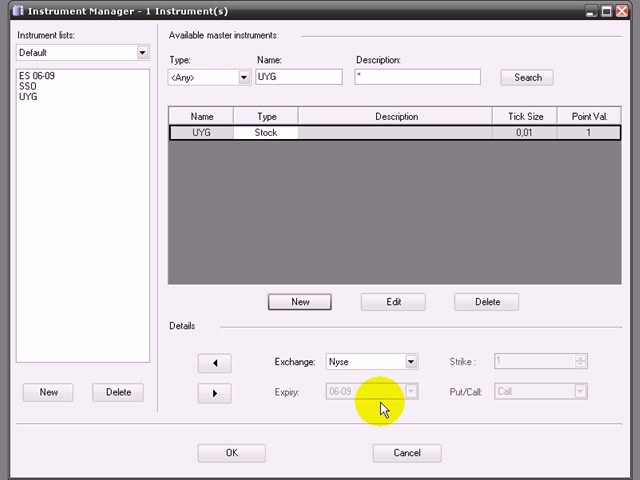 Instrument Manager - 1 Instrument(s)
Instrument lists:
Default
ES 06-09
SSO
UYG
New
Delete
Available master instruments
Type:
Name:
Description:
<Any>
UYG
*
Search
Name
Type
Description
Tick Size
Point Val.
UYG
Stock
0,01
1
New
Edit
Delete
Details
Exchange:
Nyse
Strike :
1
Expiry:
06-09
Put/Call:
Call
OK
Cancel